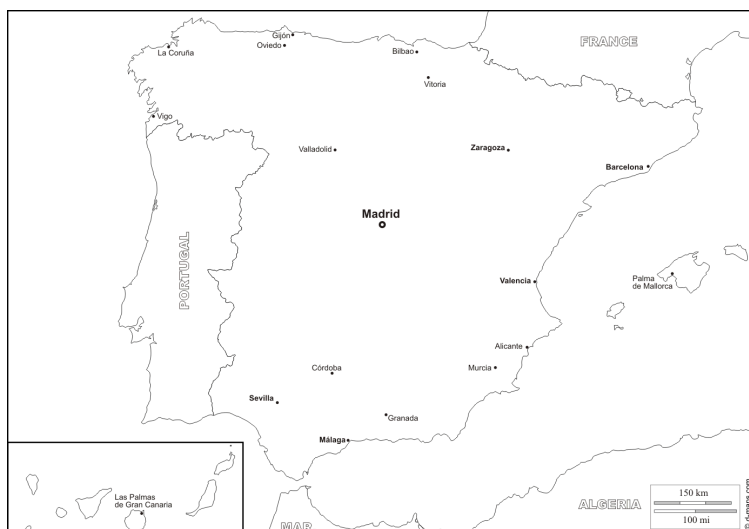 Gijón
FRANCE
La Coruña
Oviedo
Bilbao
Vitoria
Vigo
Valladolid
Zaragoza
Barcelona
Madrid
PORTUGAL
Valencia
Palma
de Mallorca
Alicante
Córdoba
Murcia
Sevilla
Granada
Málaga
Las Palmas
de Gran Canaria
150 km
ALGERIA
100 mi
MAR